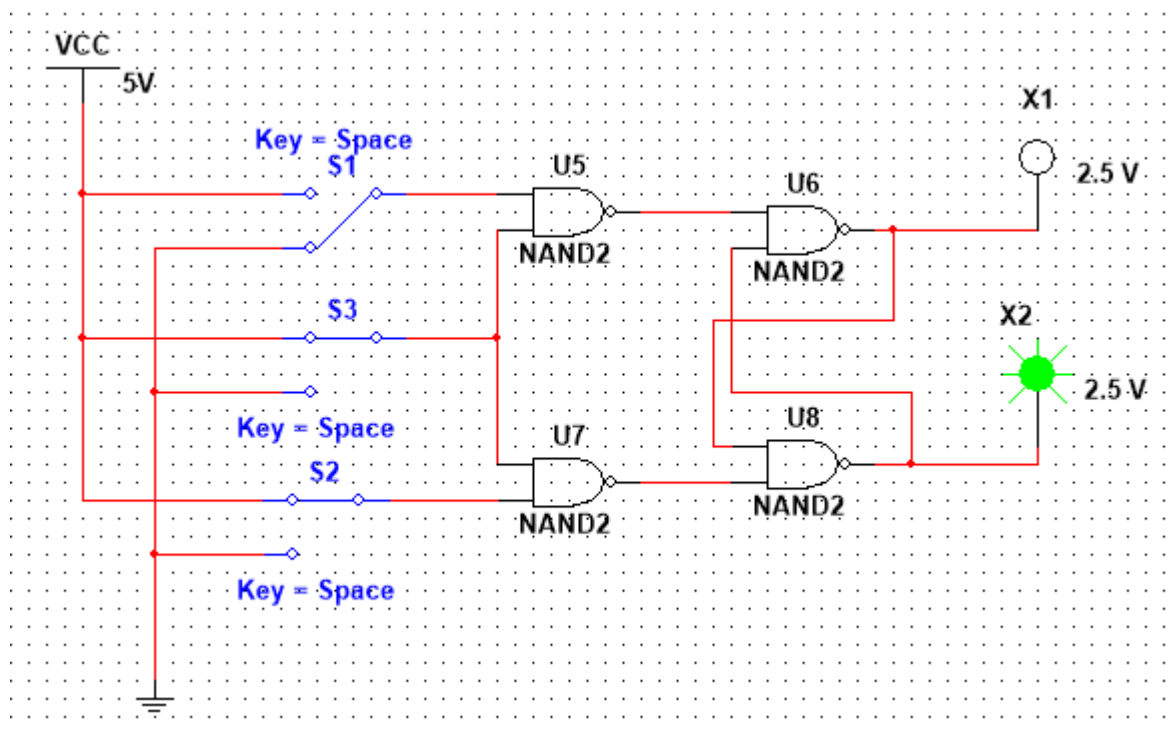 VCC
5V
Key = Space
S1
U5
NAND2
U6
NAND2
X1
2.5 V
S3
Key = Space
X2
2.5 V
U7
NAND2
U8
NAND2
S2
Key = Space